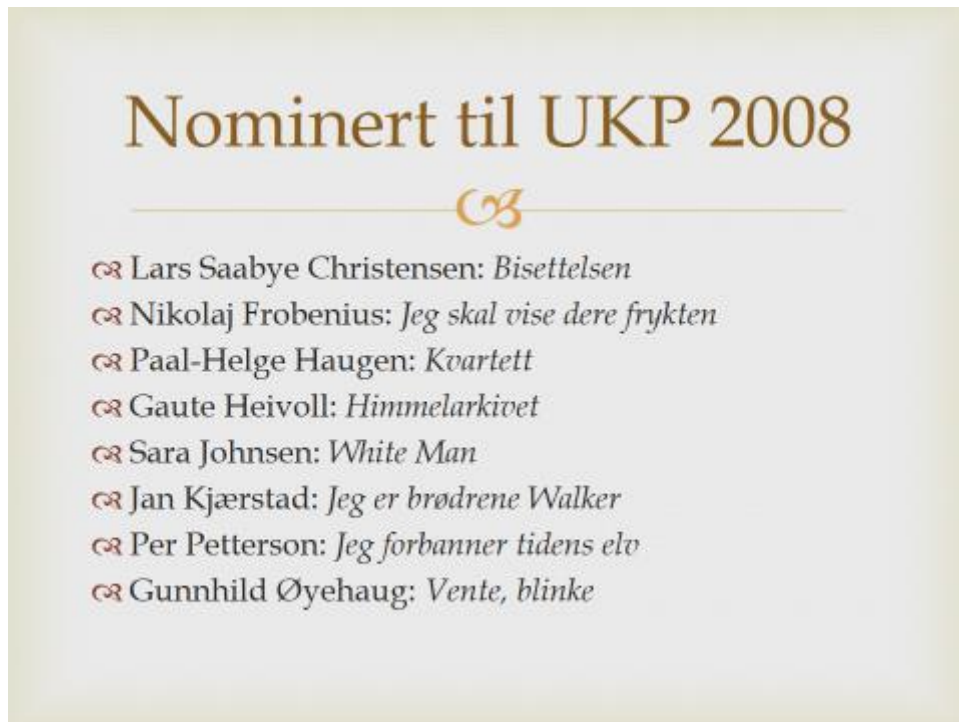 Nominert til UKP 2008
Lars Saabye Christensen: Bisettelsen
Nikolaj Frobenius: Jeg skal vise dere frykten
Paal-Helge Haugen: Kvartett
Gaute Heivoll: Himmelarkivet
Sara Johnsen: White Man
Jan Kjærstad: Jeg er brødrene Walker
Per Petterson: Jeg forbanner tidens elv
Gunnhild Øyehaug: Vente, blinke